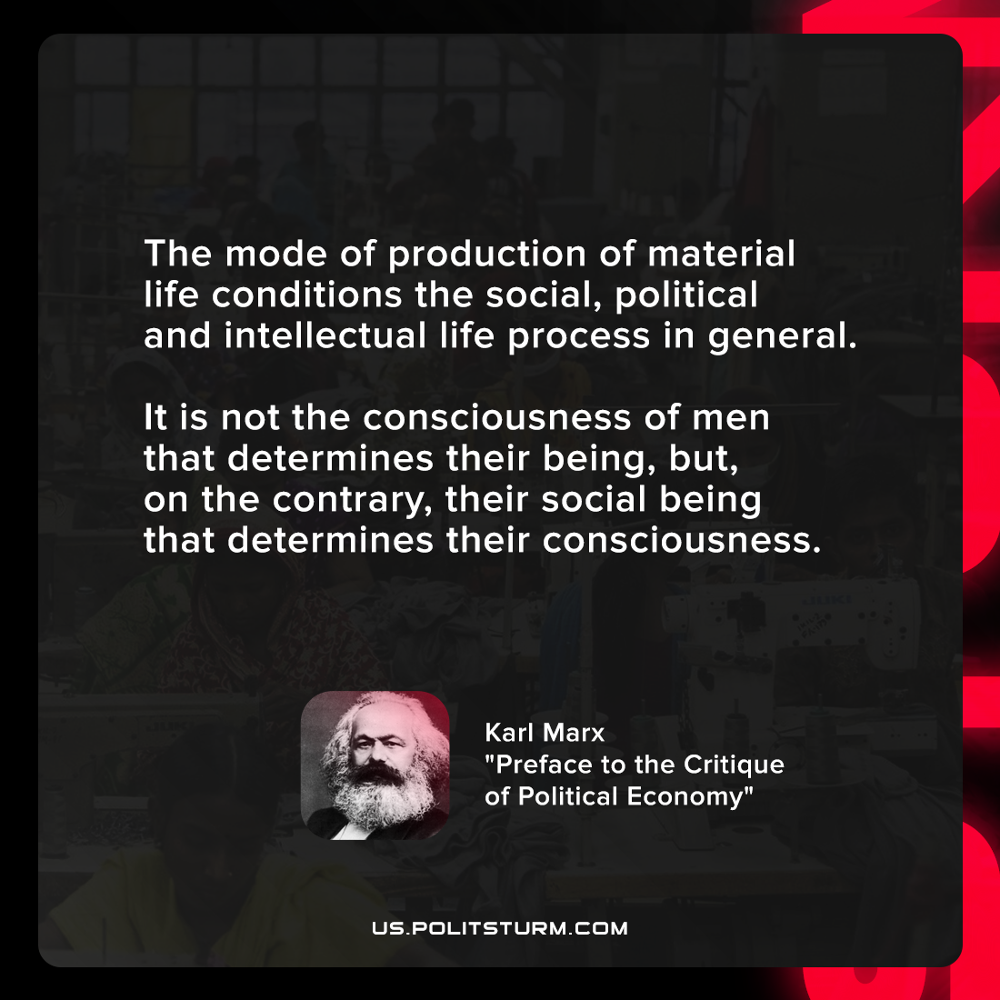 The mode of production of material
life conditions the social, political
and intellectual life process in general.
It is not the consciousness of men
that determines their being, but,
on the contrary, their social being
that determines their consciousness.
JUKI
Karl Marx
"Preface to the Critique
of Political Economy"
US.POLITSTURM.COM